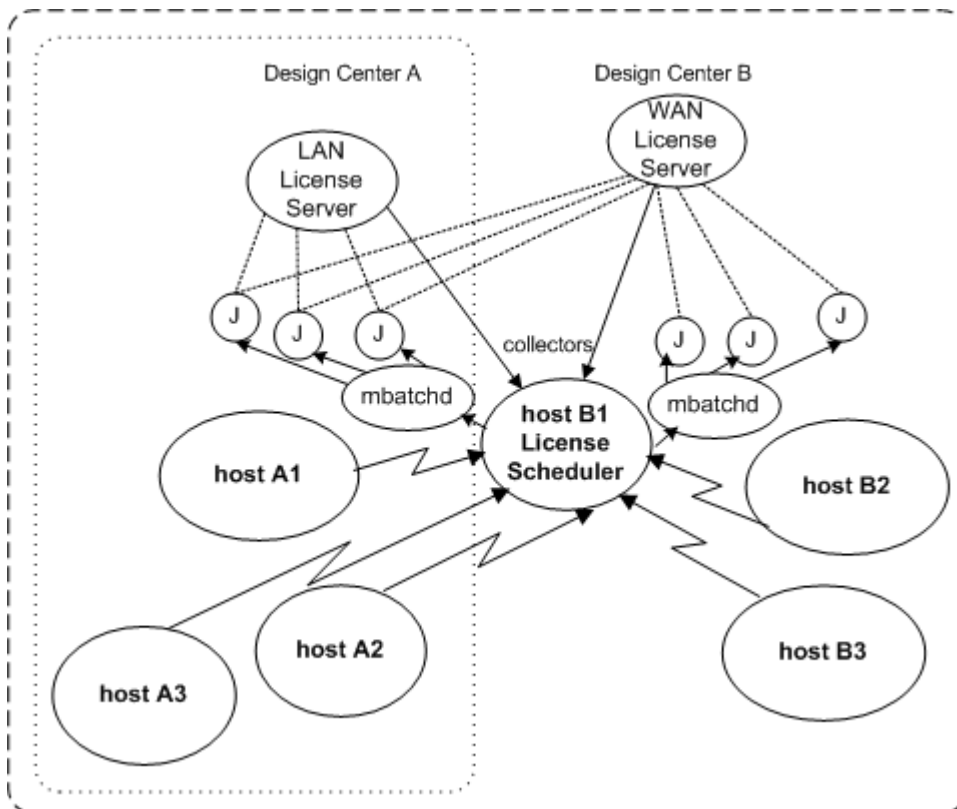 Design Center A
Design Center B
LAN
License
Server
WAN
License
Server
J
J
J
J
J
J
collectors
mbatchd
mbatchd
host B1
License
Scheduler
host A1
host B2
host A2
host B3
host A3